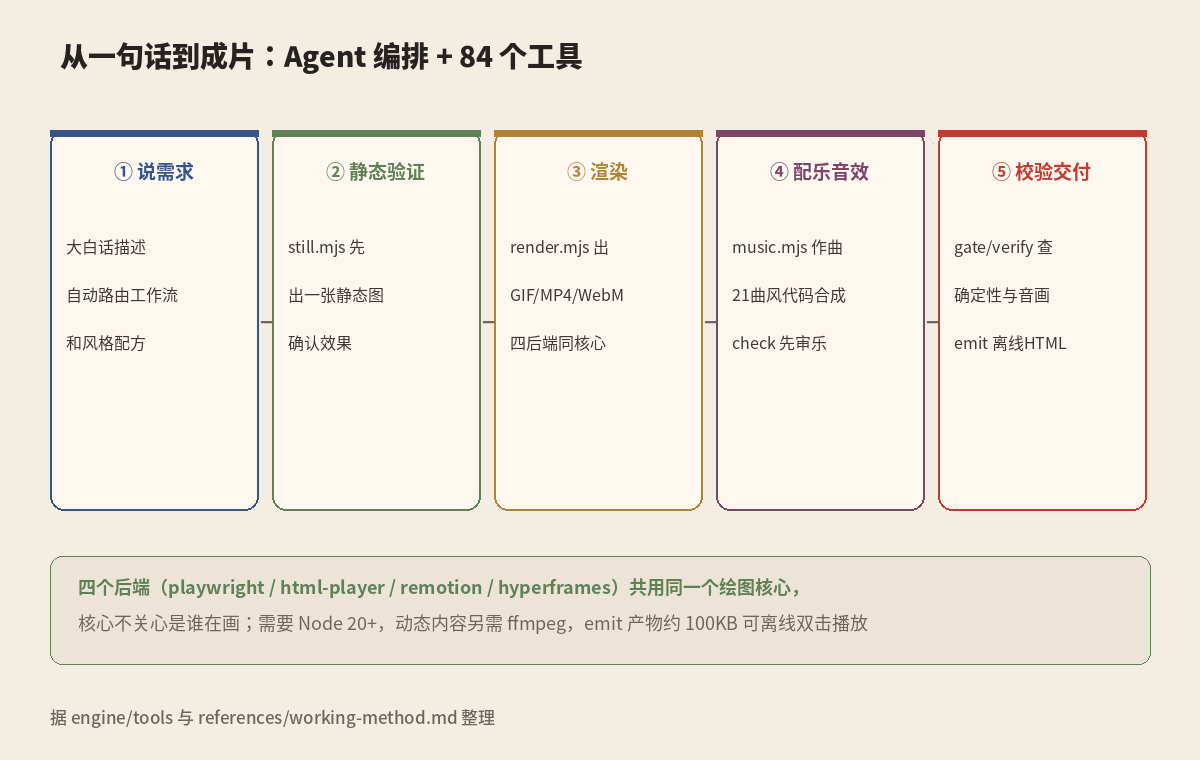 从一句话到成片：Agent 编排 + 84 个工具
① 说需求
大白话描述
自动路由工作流
和风格配方
② 静态验证
still.mjs 先
出一张静态图
确认效果
③ 渲染
render.mjs 出
GIF/MP4/WebM
四后端同核心
④ 配乐音效
music.mjs 作曲
21曲风代码合成
check 先审乐
⑤ 校验交付
gate/verify 查
确定性与音画
emit 离线HTML
四个后端（playwright / html-player / remotion / hyperframes）共用同一个绘图核心，
核心不关心是谁在画；需要 Node 20+，动态内容另需 ffmpeg，emit 产物约 100KB 可离线双击播放
据 engine/tools 与 references/working-method.md 整理